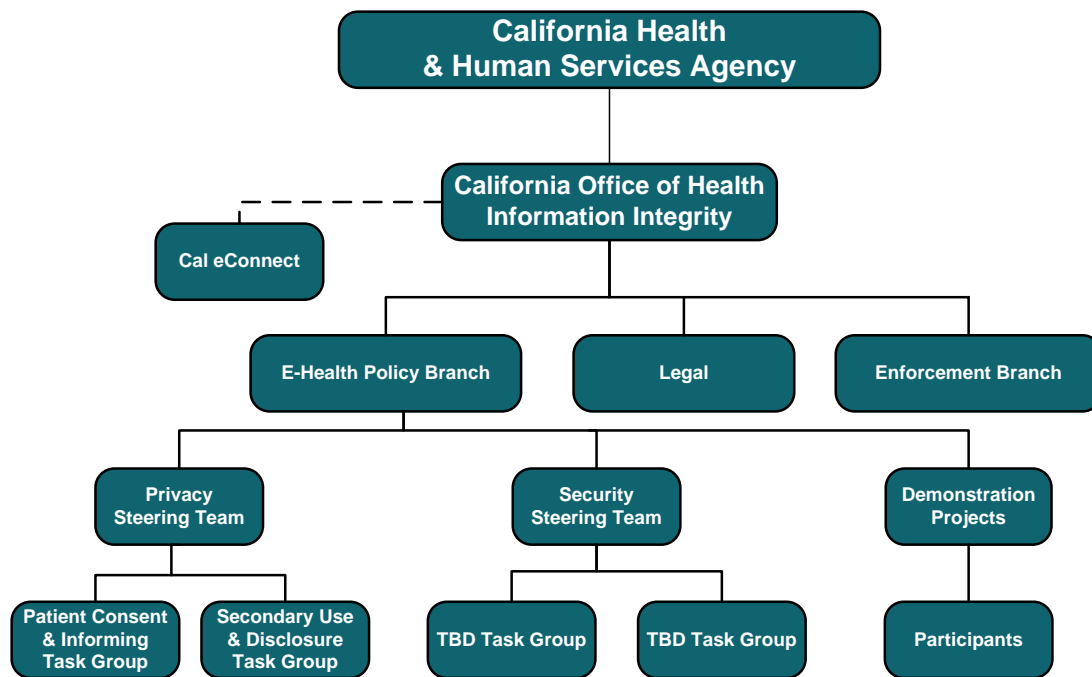 California Health
& Human Services Agency
California Office of Health
Information Integrity
Cal eConnect
E-Health Policy Branch
Legal
Enforcement Branch
Privacy
Steering Team
Security
Steering Team
Demonstration
Projects
Patient Consent
& Informing
Task Group
Secondary Use
& Disclosure
Task Group
TBD Task Group
TBD Task Group
Participants